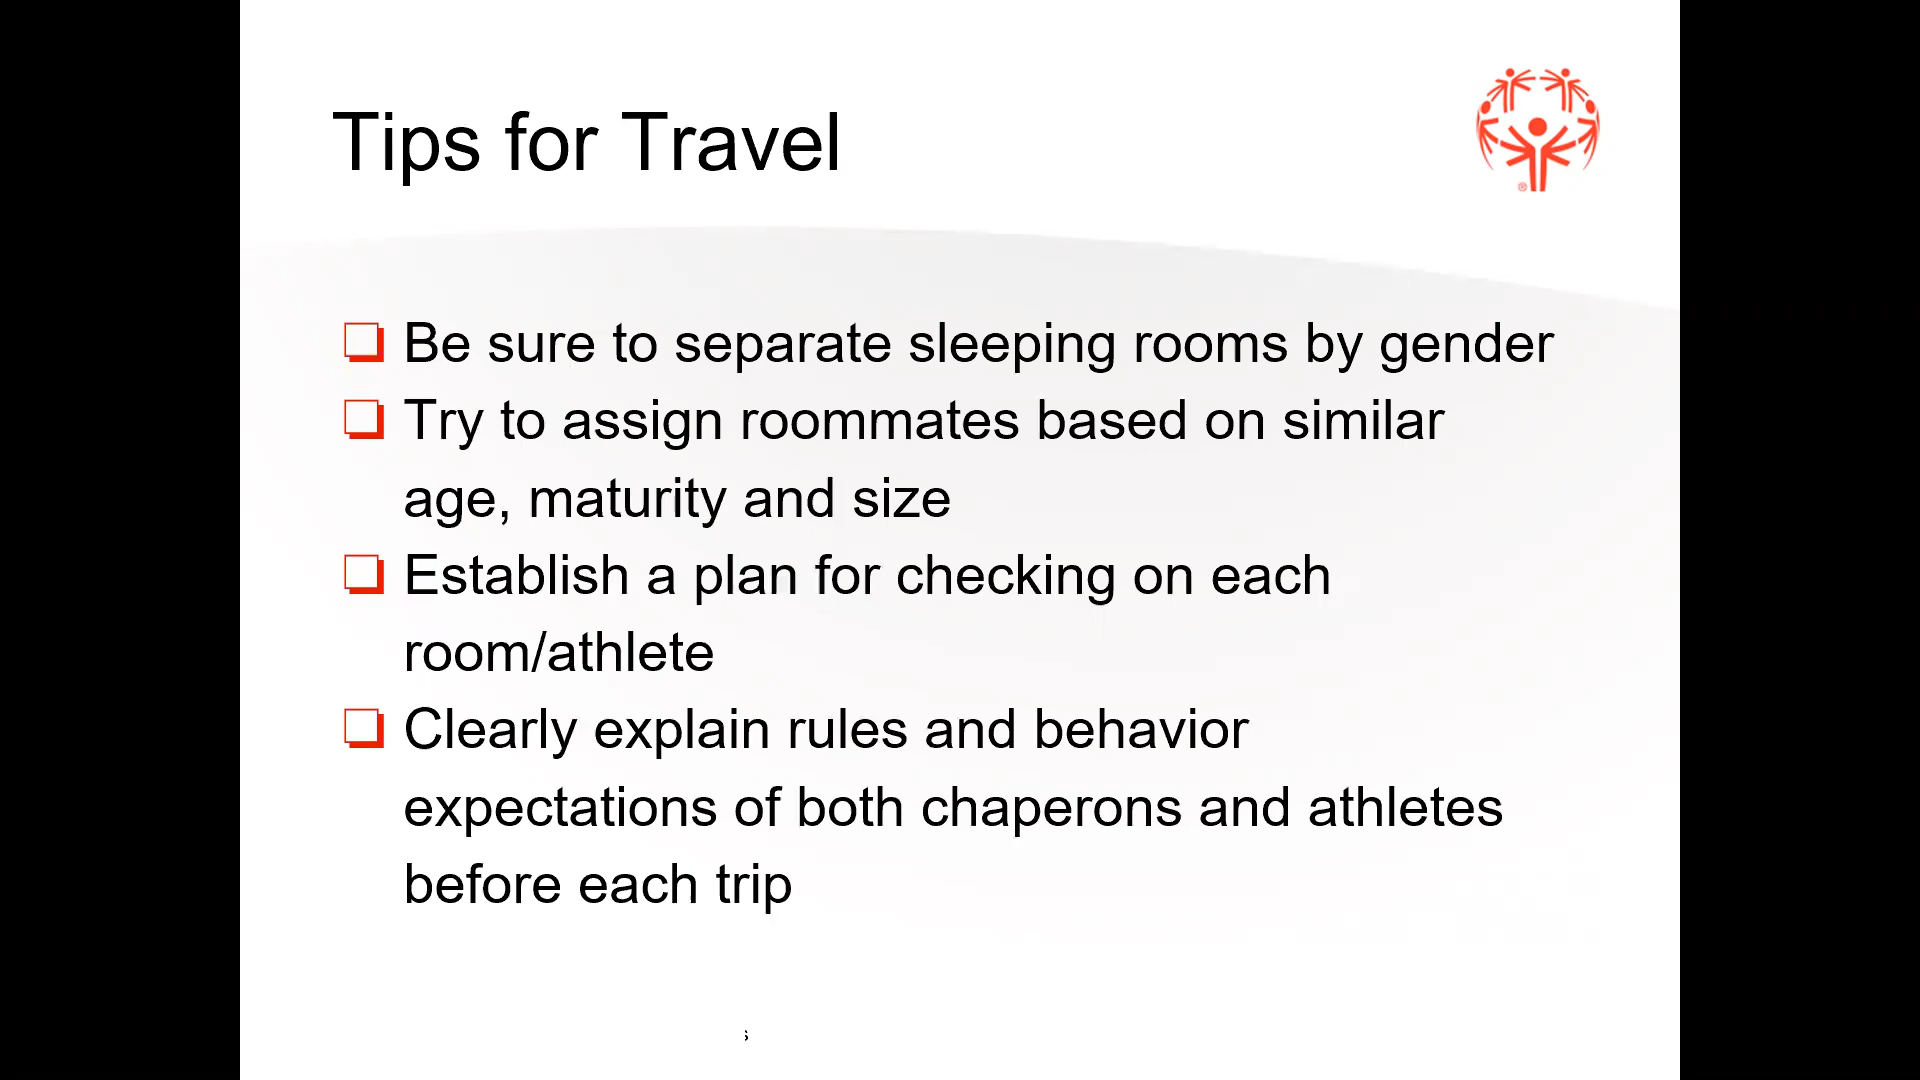 Tips for Travel
Be sure to separate sleeping rooms by gender
Try to assign roommates based on similar
age, maturity and size
Establish a plan for checking on each
room/athlete
Clearly explain rules and behavior
expectations of both chaperons and athletes
before each trip